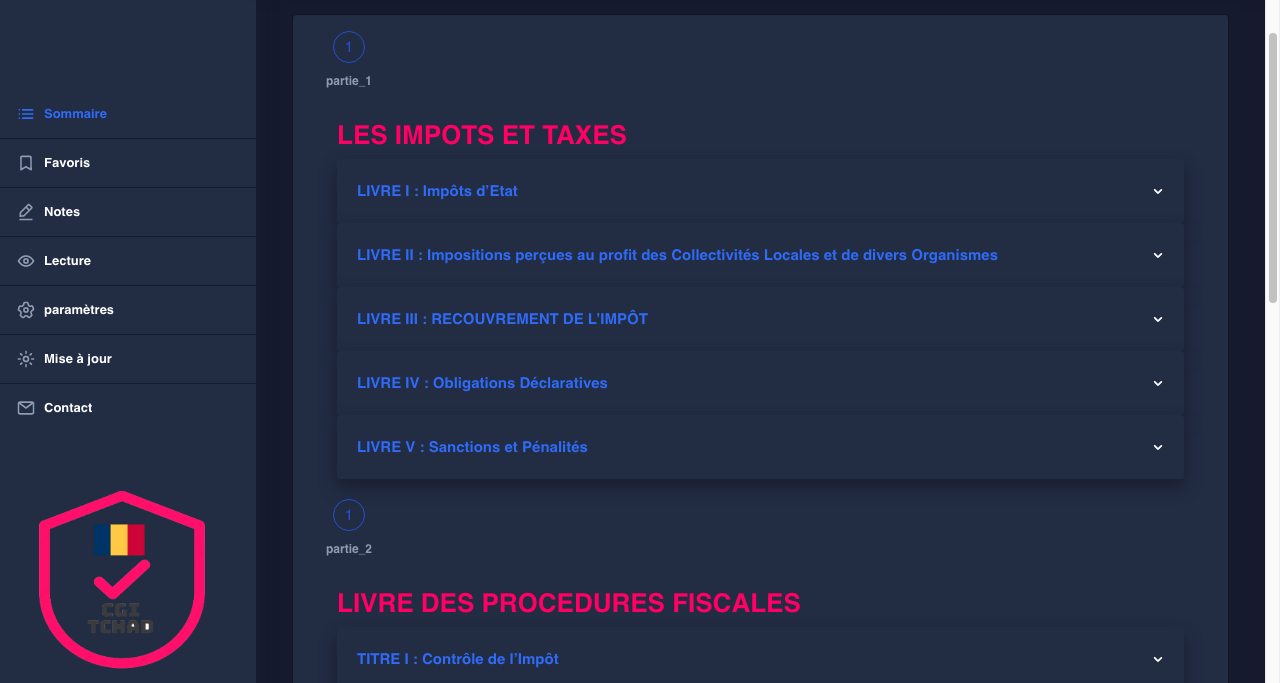 Sommaire
Favoris
Notes
Lecture
paramètres
Mise à jour
Contact
CGI
TCHAD
1
partie_1
LES IMPOTS ET TAXES
LIVRE I : Impôts d’Etat
LIVRE II : Impositions perçues au profit des Collectivités Locales et de divers Organismes
LIVRE III : RECOUVREMENT DE L’IMPÔT
LIVRE IV : Obligations Déclaratives
LIVRE V : Sanctions et Pénalités
1
partie_2
LIVRE DES PROCEDURES FISCALES
TITRE I : Contrôle de l’Impôt